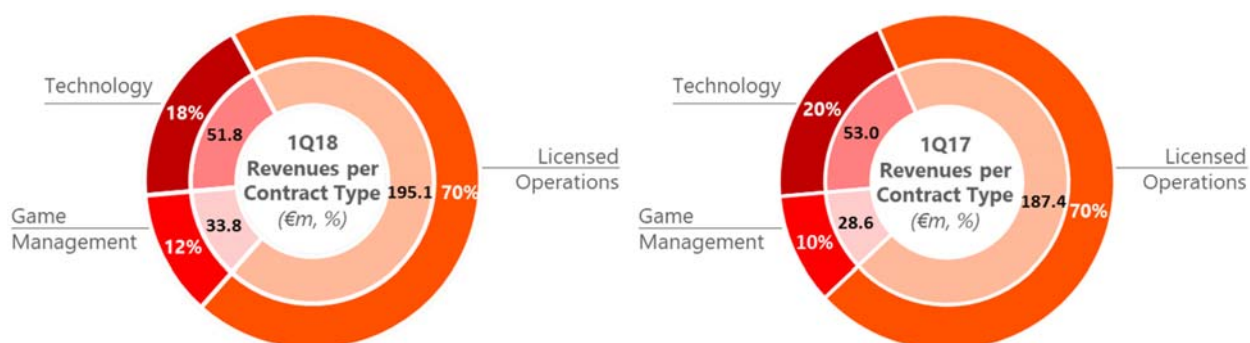 Technology
18%
51.8
1Q18
Revenues per
Contract Type
(€m, %)
195.1
70%
Licensed
Operations
Game
Management
33.8
12%
Technology
20%
53.0
1Q17
Revenues per
Contract Type
(€m, %)
187.4
70%
Licensed
Operations
Game
Management
28.6
10%